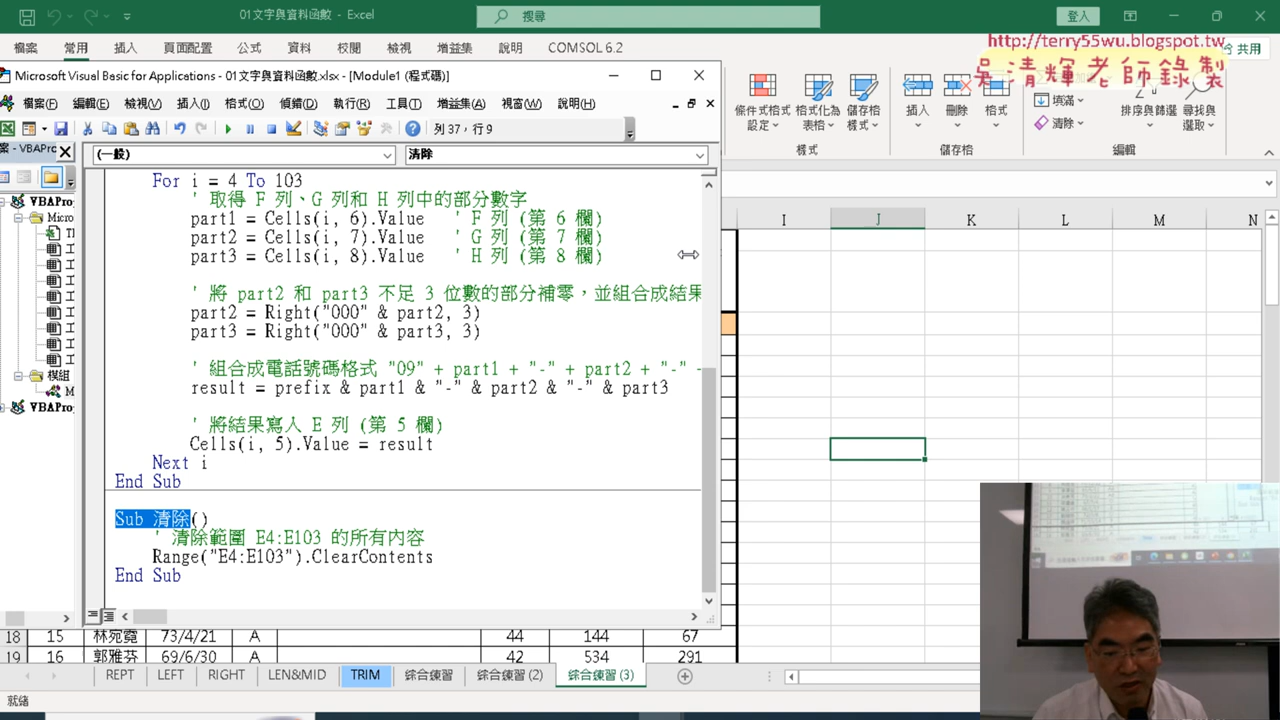 01文字與資料函數 - Excel
搜尋
登入
檔案 常用 插入 頁面配置 公式 資料 校閱 檢視 增益集 說明 COMSOL 6.2
共用
http://terry55wu.blogspot.tw
吳清輝老師錄製
Microsoft Visual Basic for Applications - 01文字與資料函數.xlsx - [Module1 (程式碼)]
檔案(F) 編輯(E) 檢視(V) 插入(I) 格式(O) 偵錯(D) 執行(R) 工具(T) 增益集(A) 視窗(W) 說明(H)
列 37，行 9
條件式格式設定 格式化為表格 儲存格樣式 插入 刪除 格式 填滿 清除 排序與篩選 尋找與選取
樣式 儲存格 編輯
案 - VBAPro
(一般) 清除
VBAPro
Micro
模組
VBAPro
For i = 4 To 103
' 取得 F 列、G 列和 H 列中的部分數字
part1 = Cells(i, 6).Value ' F 列 (第 6 欄)
part2 = Cells(i, 7).Value ' G 列 (第 7 欄)
part3 = Cells(i, 8).Value ' H 列 (第 8 欄)
' 將 part2 和 part3 不足 3 位數的部分補零，並組合成結果
part2 = Right("000" & part2, 3)
part3 = Right("000" & part3, 3)
' 組合成電話號碼格式 "09" + part1 + "-" + part2 + "-" -
result = prefix & part1 & "-" & part2 & "-" & part3
' 將結果寫入 E 列 (第 5 欄)
Cells(i, 5).Value = result
Next i
End Sub
Sub 清除()
' 清除範圍 E4:E103 的所有內容
Range("E4:E103").ClearContents
End Sub
I J K L M N
18 15 林宛霓 73/4/21 A 44 144 67
19 16 郭雅芬 69/6/30 A 42 534 291
REPT LEFT RIGHT LEN&MID TRIM 綜合練習 綜合練習 (2) 綜合練習 (3)
就緒